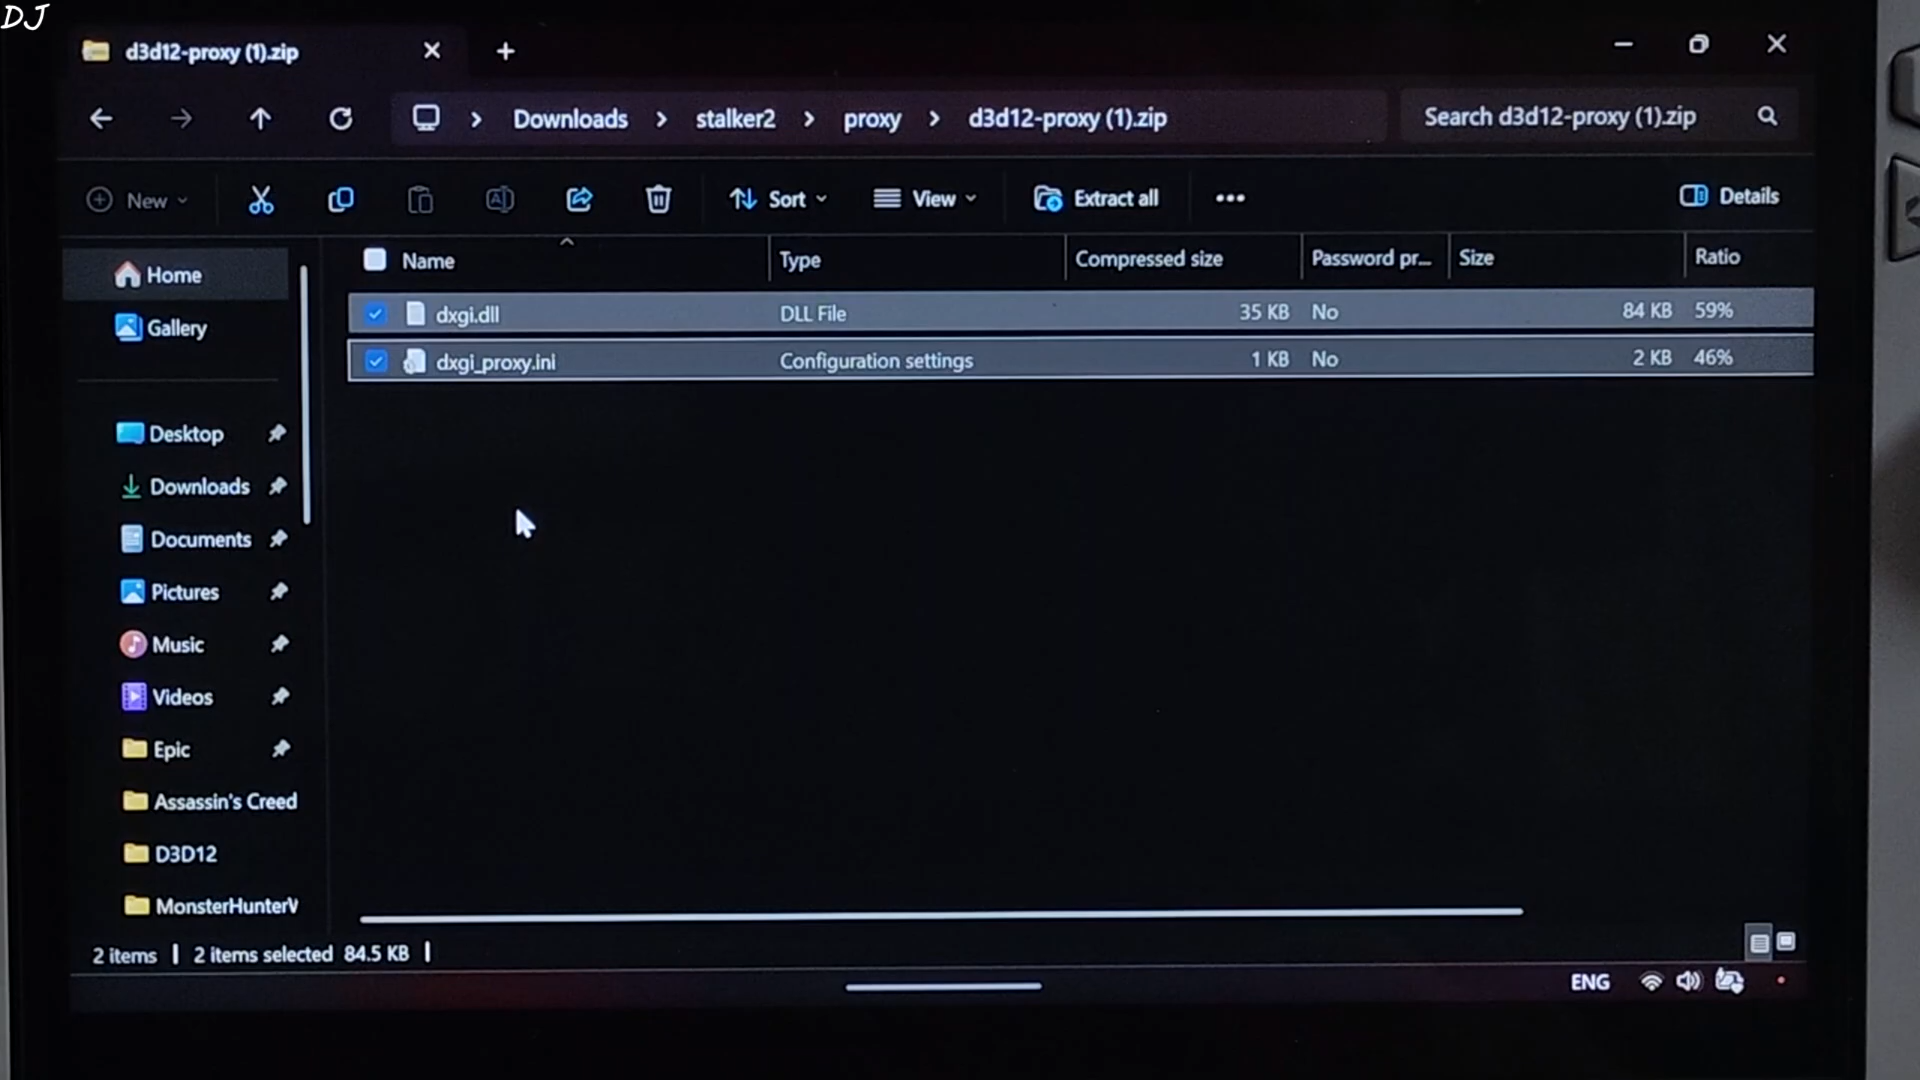 DJ
d3d12-proxy (1).zip
Downloads stalker2 proxy d3d12-proxy (1).zip Search d3d12-proxy (1).zip
New Sort View Extract all Details
Name Type Compressed size Password pr... Size Ratio
dxgi.dll DLL File 35 KB No 84 KB 59%
dxgi_proxy.ini Configuration settings 1 KB No 2 KB 46%
Home
Gallery
Desktop
Downloads
Documents
Pictures
Music
Videos
Epic
Assassin's Creed
D3D12
MonsterHunterW
2 items 2 items selected 84.5 KB
ENG